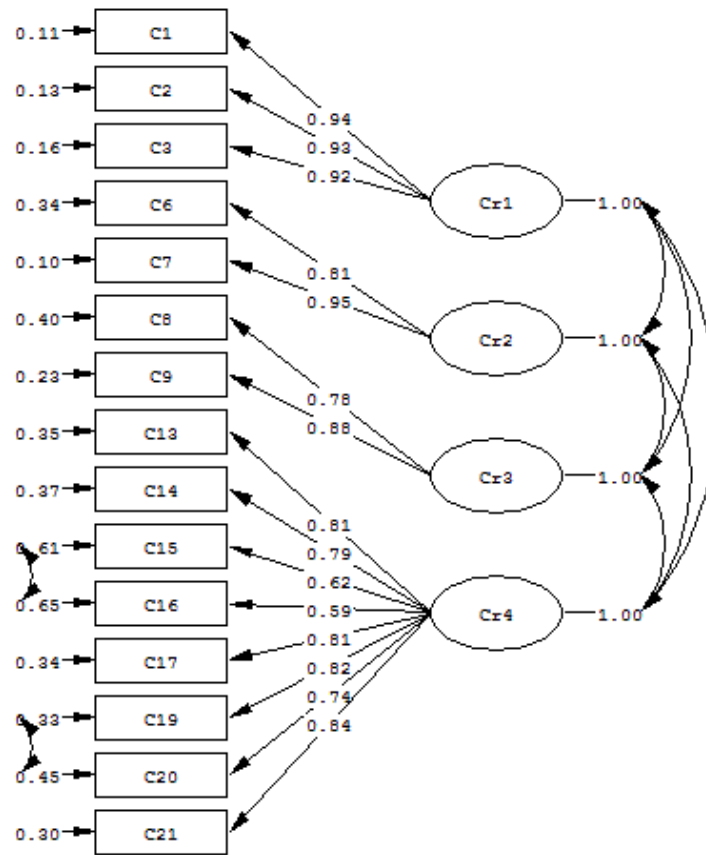 0.11 C1
0.13 C2
0.94
0.16 C3
0.93
0.92
0.34 C6
Cr1 1.00
0.10 C7
0.81
0.95
0.40 C8
Cr2 1.00
0.23 C9
0.78
0.88
0.35 C13
0.37 C14
Cr3 1.00
0.81
0.61 C15
0.79
0.62
0.65 C16
0.59
Cr4 1.00
0.34 C17
0.81
0.82
0.33 C19
0.74
0.84
0.45 C20
0.30 C21